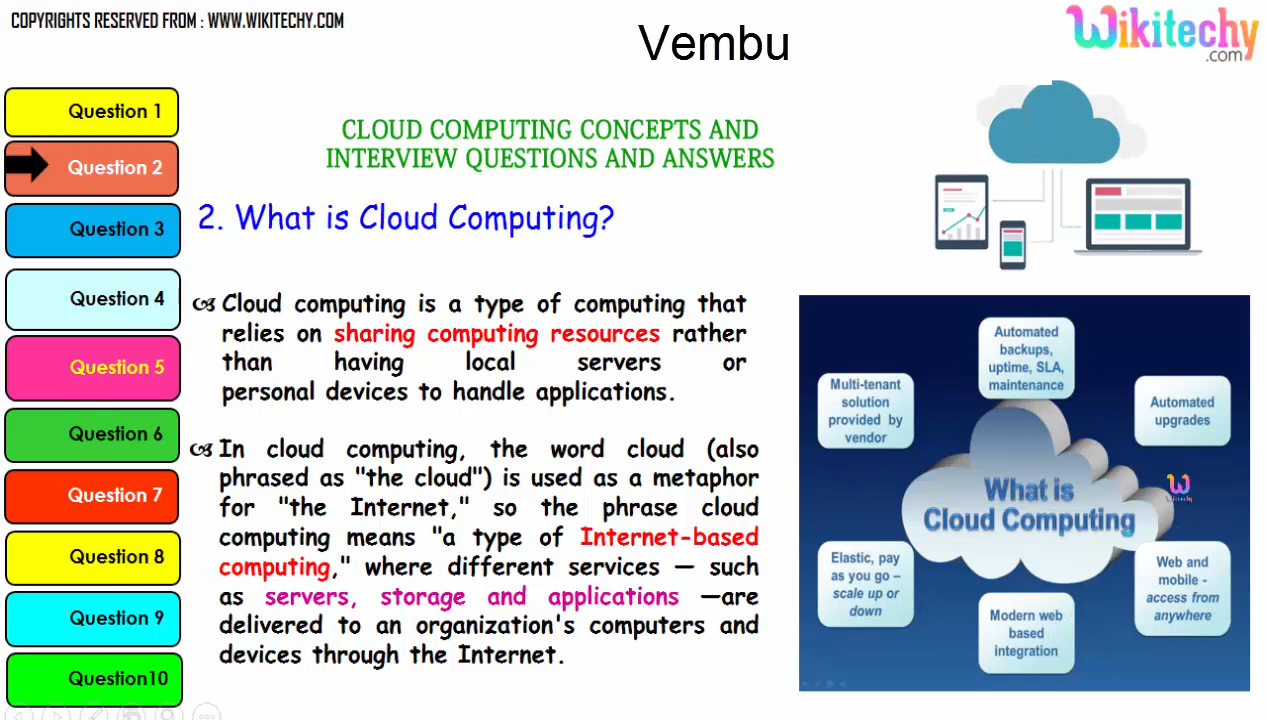 COPYRIGHTS RESERVED FROM : WWW.WIKITECHY.COM
Vembu
Wikitechy
.com
Question 1
Question 2
Question 3
Question 4
Question 5
Question 6
Question 7
Question 8
Question 9
Question10
CLOUD COMPUTING CONCEPTS AND
INTERVIEW QUESTIONS AND ANSWERS
2. What is Cloud Computing?
Cloud computing is a type of computing that
relies on sharing computing resources rather
than having local servers or
personal devices to handle applications.
In cloud computing, the word cloud (also
phrased as "the cloud") is used as a metaphor
for "the Internet," so the phrase cloud
computing means "a type of Internet-based
computing," where different services — such
as servers, storage and applications —are
delivered to an organization's computers and
devices through the Internet.
Automated
backups,
uptime, SLA,
maintenance
Multi-tenant
solution
provided by
vendor
Automated
upgrades
What is
Cloud Computing
W
Wikitechy
Elastic, pay
as you go –
scale up or
down
Web and
mobile -
access from
anywhere
Modern web
based
integration